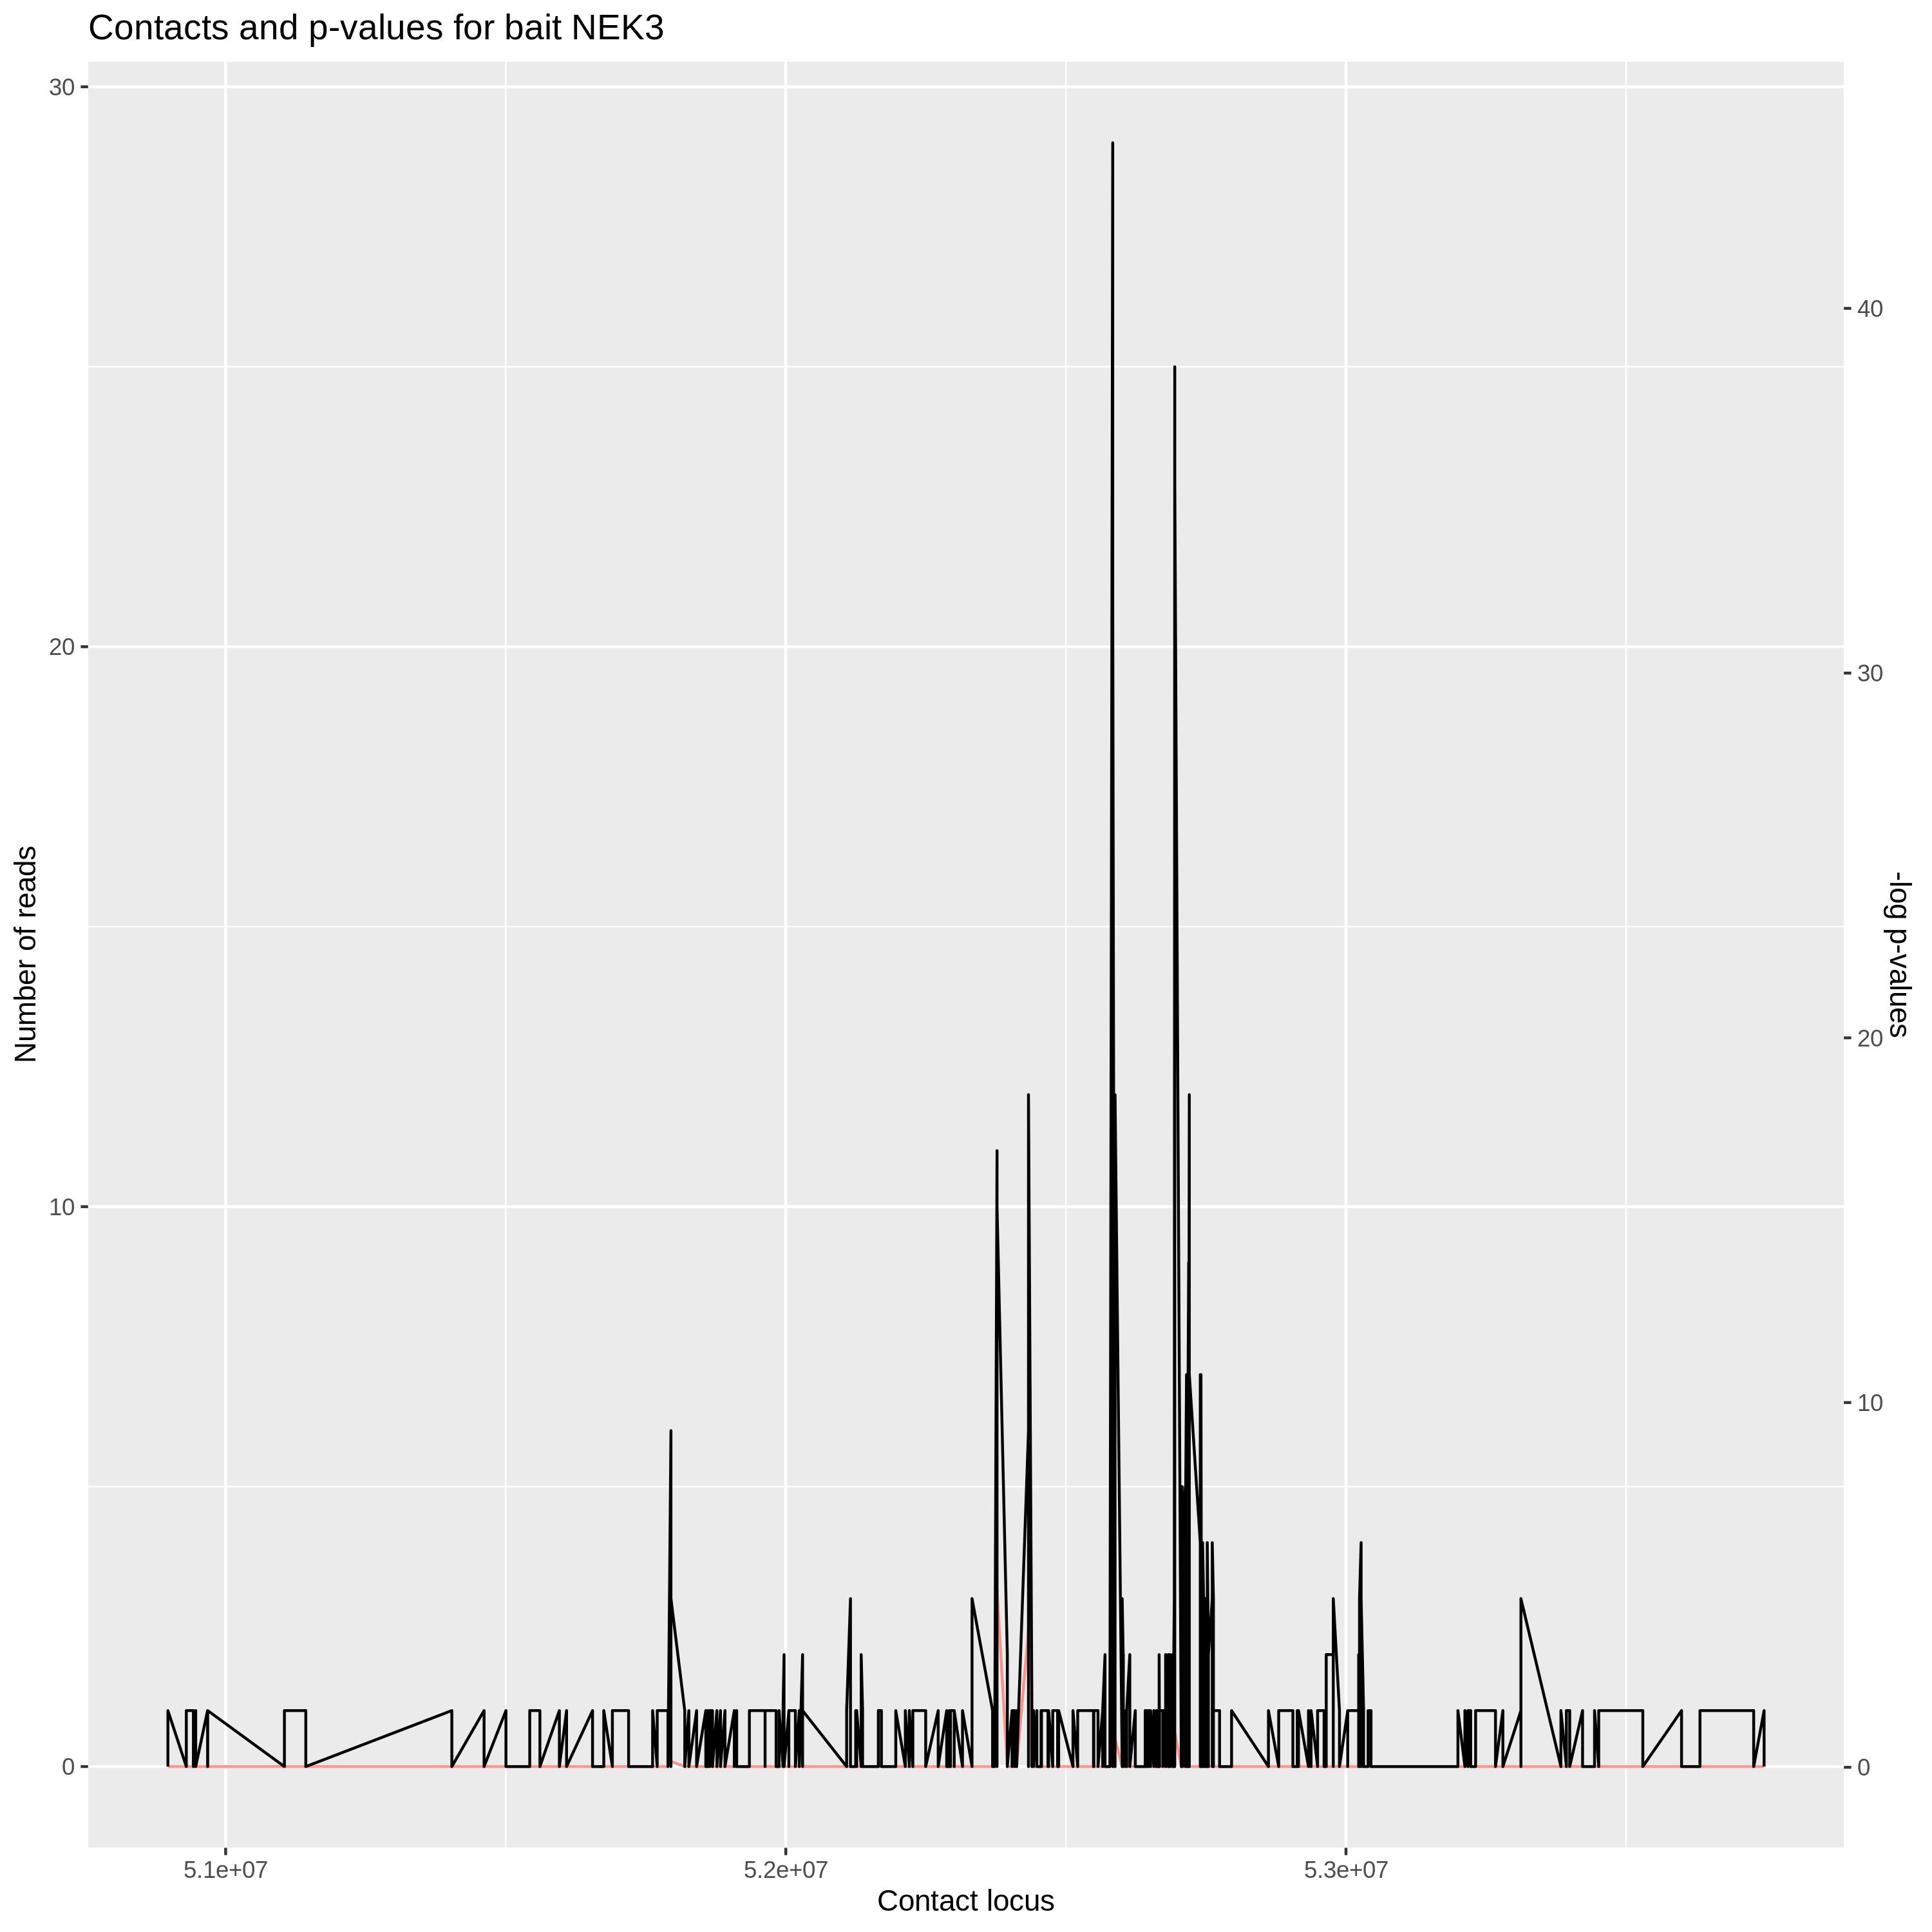 Contacts and p-values for bait NEK3
30
20
10
0
Number of reads
40
30
20
10
0
-log p-values
5.1e+07 5.2e+07 5.3e+07
Contact locus